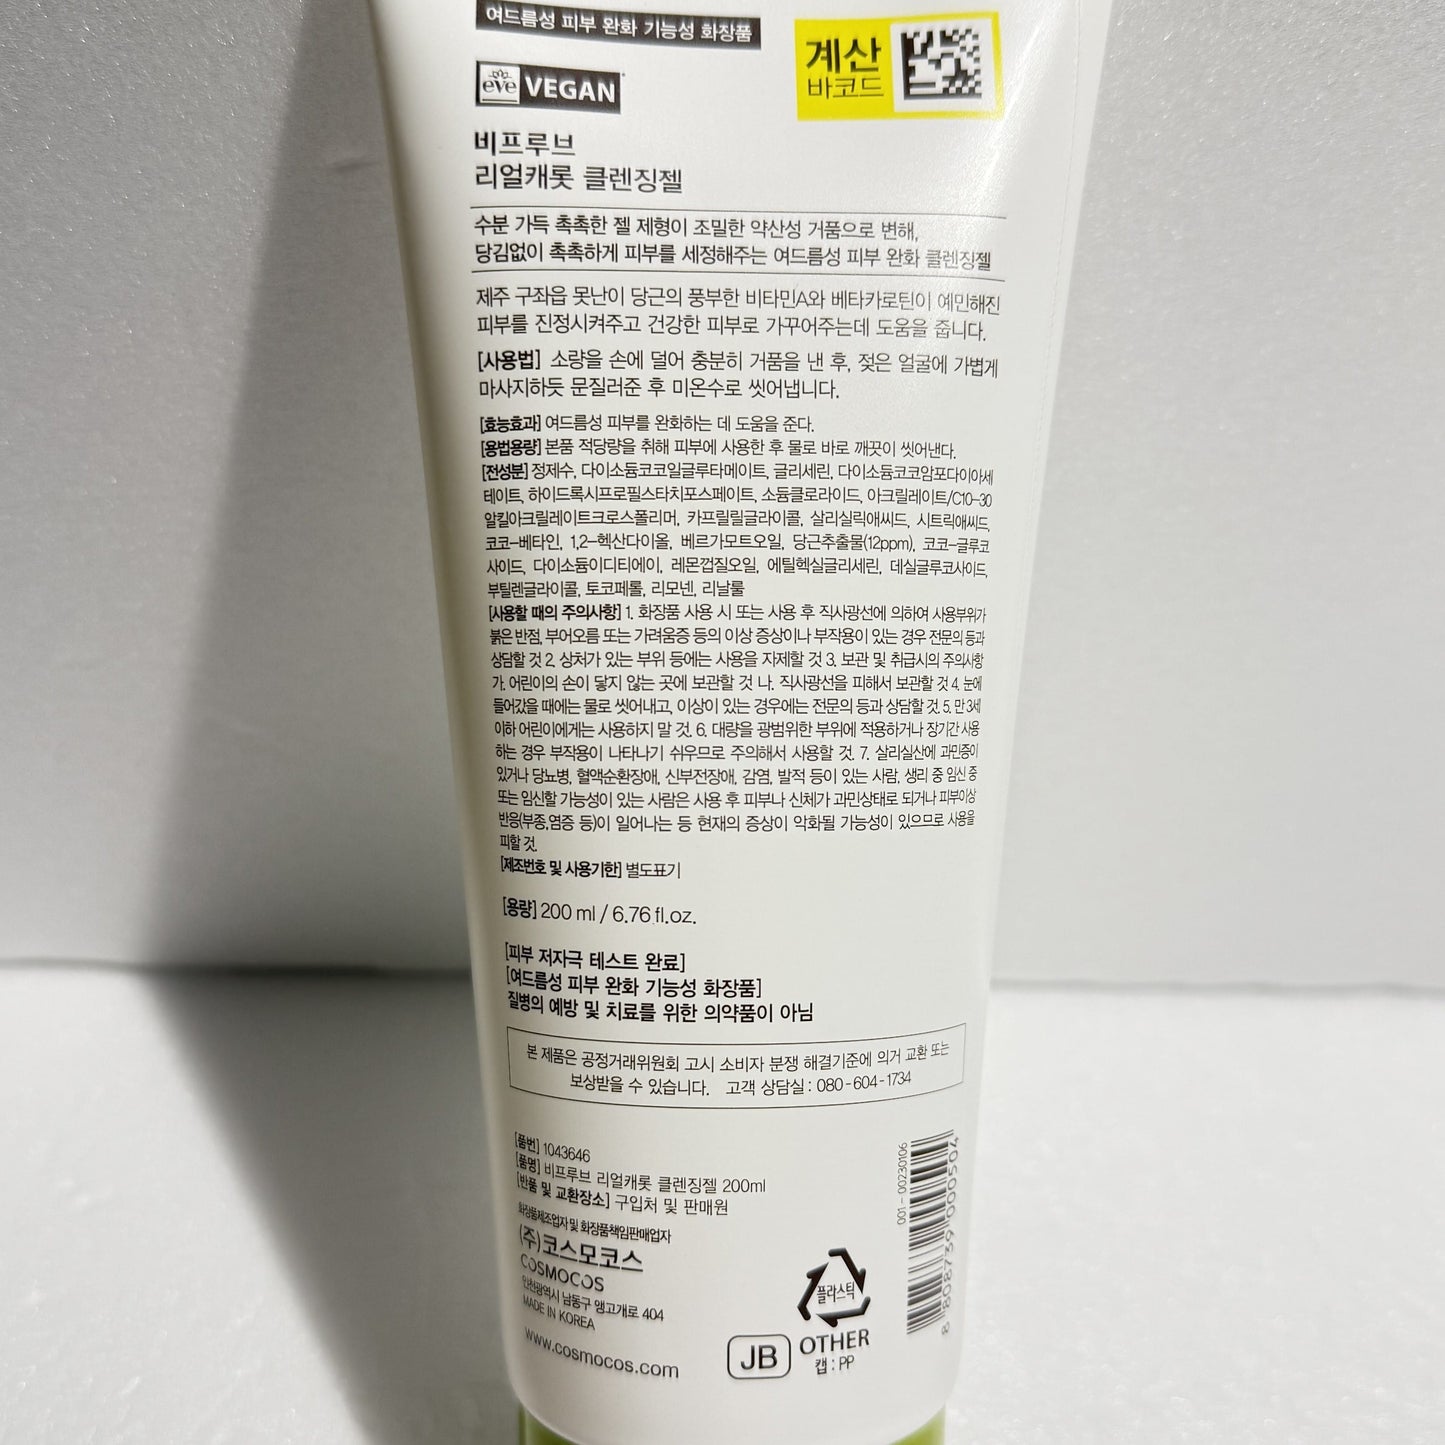 여드름성 피부 완화 기능성 화장품
계산
바코드
eve VEGAN
비프루브
리얼캐롯 클렌징젤
수분 가득 촉촉한 젤 제형이 조밀한 약산성 거품으로 변해,
당김없이 촉촉하게 피부를 세정해주는 여드름성 피부 완화 클렌징젤
제주 구좌읍 못난이 당근의 풍부한 비타민A와 베타카로틴이 예민해진
피부를 진정시켜주고 건강한 피부로 가꾸어주는데 도움을 줍니다.
[사용법] 소량을 손에 덜어 충분히 거품을 낸 후, 젖은 얼굴에 가볍게
마사지하듯 문질러준 후 미온수로 씻어냅니다.
[효능효과] 여드름성 피부를 완화하는 데 도움을 준다.
[용법용량] 본품 적당량을 취해 피부에 사용한 후 물로 바로 깨끗이 씻어낸다.
[전성분] 정제수, 다이소듐코코일글루타메이트, 글리세린, 다이소듐코코암포다이아세
테이트, 하이드록시프로필스타치포스페이트, 소듐클로라이드, 아크릴레이트/C10-30
알킬아크릴레이트크로스폴리머, 카프릴릴글라이콜, 살리실릭애씨드, 시트릭애씨드,
코코-베타인, 1,2-헥산다이올, 베르가모트오일, 당근추출물(12ppm), 코코-글루코
사이드, 다이소듐이디티에이, 레몬껍질오일, 에틸헥실글리세린, 데실글루코사이드,
부틸렌글라이콜, 토코페롤, 리모넨, 리날룰
[사용할 때의 주의사항] 1. 화장품 사용 시 또는 사용 후 직사광선에 의하여 사용부위가
붉은 반점, 부어오름 또는 가려움증 등의 이상 증상이나 부작용이 있는 경우 전문의 등과
상담할 것 2. 상처가 있는 부위 등에는 사용을 자제할 것 3. 보관 및 취급시의 주의사항
가. 어린이의 손이 닿지 않는 곳에 보관할 것 나. 직사광선을 피해서 보관할 것 4. 눈에
들어갔을 때에는 물로 씻어내고, 이상이 있는 경우에는 전문의 등과 상담할 것. 5. 만 3세
이하 어린이에게는 사용하지 말 것. 6. 대량을 광범위한 부위에 적용하거나 장기간 사용
하는 경우 부작용이 나타나기 쉬우므로 주의해서 사용할 것. 7. 살리실산에 과민증이
있거나 당뇨병, 혈액순환장애, 신부전장애, 감염, 발적 등이 있는 사람, 생리 중 임신 중
또는 임신할 가능성이 있는 사람은 사용 후 피부나 신체가 과민상태로 되거나 피부이상
반응(부종,염증 등)이 일어나는 등 현재의 증상이 악화될 가능성이 있으므로 사용을
피할 것.
[제조번호 및 사용기한] 별도표기
[용량] 200 ml / 6.76 fl.oz.
[피부 저자극 테스트 완료]
[여드름성 피부 완화 기능성 화장품]
질병의 예방 및 치료를 위한 의약품이 아님
본 제품은 공정거래위원회 고시 소비자 분쟁 해결기준에 의거 교환 또는
보상받을 수 있습니다. 고객 상담실 : 080-604-1734
[품번] 1043646
[품명] 비프루브 리얼캐롯 클렌징젤 200ml
[반품 및 교환장소] 구입처 및 판매원
화장품제조업자 및 화장품책임판매업자
(주)코스모코스
COSMOCOS
인천광역시 남동구 앵고개로 404
MADE IN KOREA
www.cosmocos.com
플라스틱
JB
OTHER
캡 : PP
001-00230106
8 808739 000504